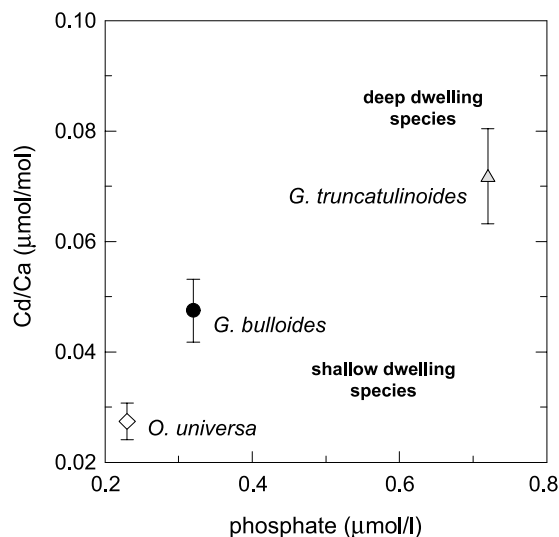 0.10
0.08
0.06
0.04
0.02
Cd/Ca (µmol/mol)
deep dwelling
species
G. truncatulinoides
G. bulloides
shallow dwelling
species
O. universa
0.2
0.4
0.6
0.8
phosphate (µmol/l)